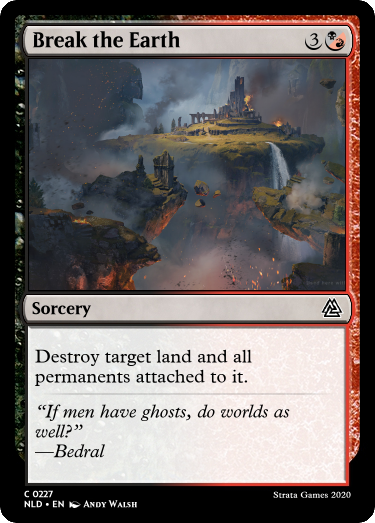 Break the Earth 3
Sorcery
Destroy target land and all
permanents attached to it.
“If men have ghosts, do worlds as
well?”
—Bedral
C 0227
NLD • EN ANDY WALSH
Strata Games 2020